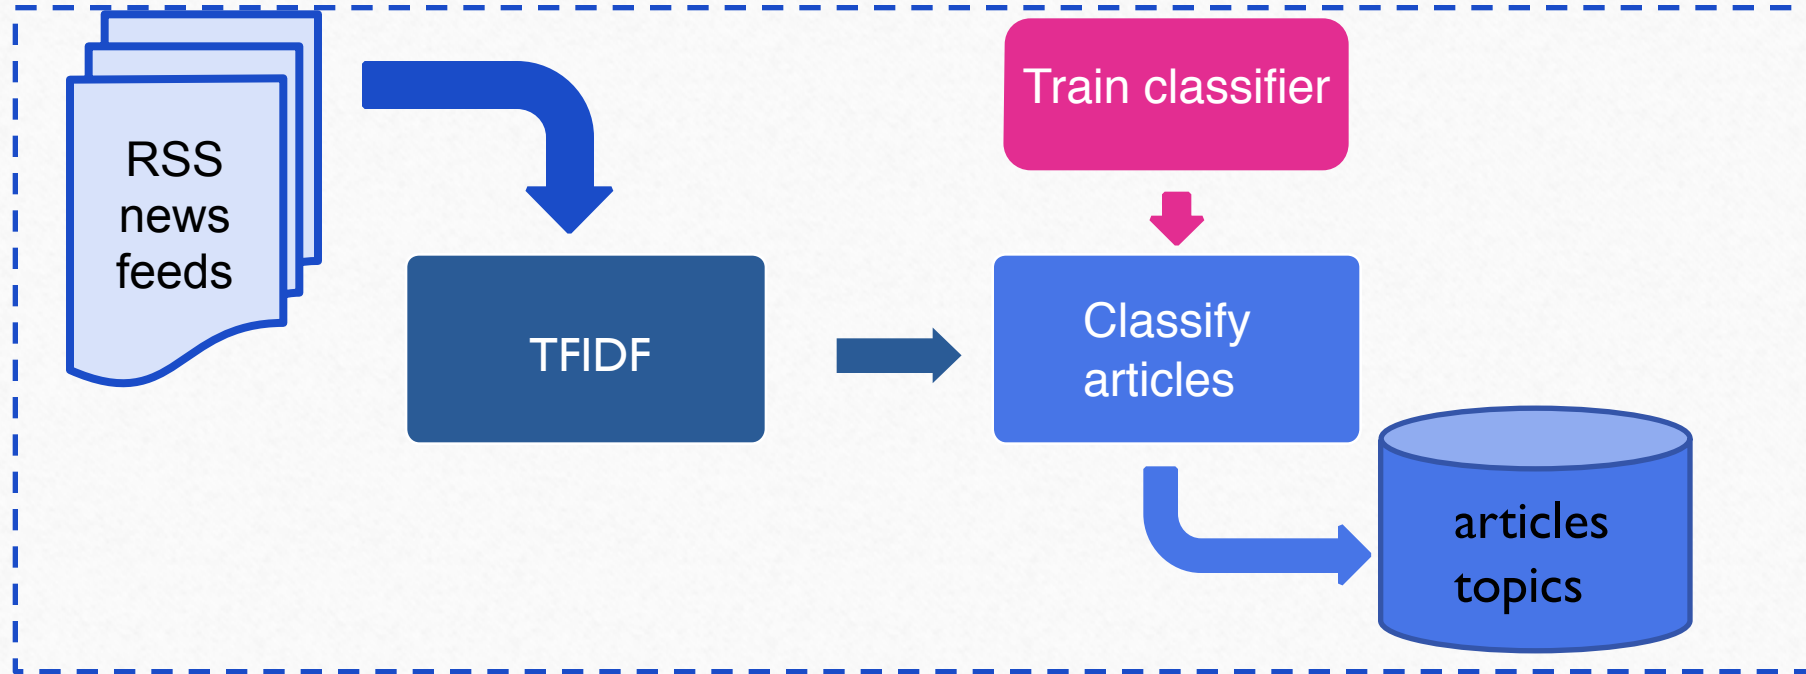 RSS
news
feeds
Train classifier
TFIDF
Classify
articles
articles
topics